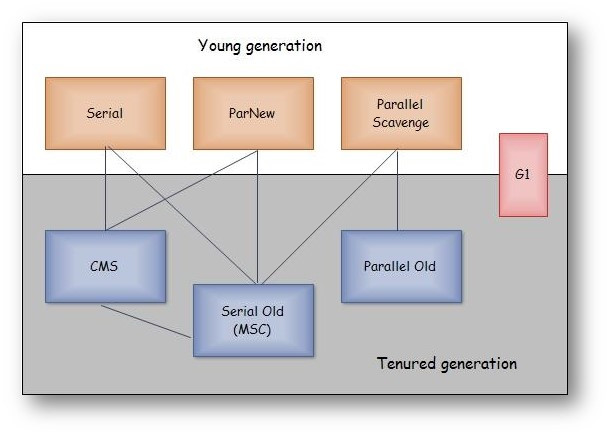 Young generation
Serial
ParNew
Parallel
Scavenge
G1
CMS
Parallel Old
Serial Old
(MSC)
Tenured generation